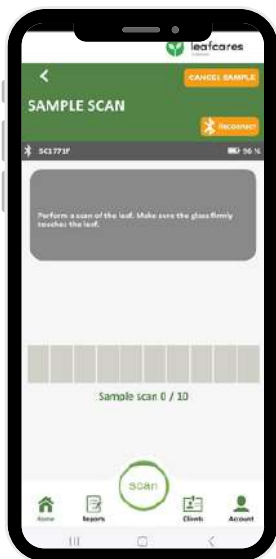 leafcares
CANCEL SAMPLE
SAMPLE SCAN
Reconnect
SC1771F
96 %
Perform a scan of the leaf. Make sure the glass firmly
touches the leaf.
Sample scan 0 / 10
scan
Home
Reports
Clients
Account